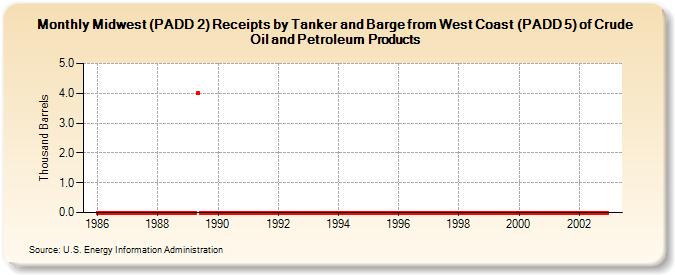 Monthly Midwest (PADD 2) Receipts by Tanker and Barge from West Coast (PADD 5) of Crude
Oil and Petroleum Products
Thousand Barrels
5.0
4.0
3.0
2.0
1.0
0.0
1986 1988 1990 1992 1994 1996 1998 2000 2002
Source: U.S. Energy Information Administration